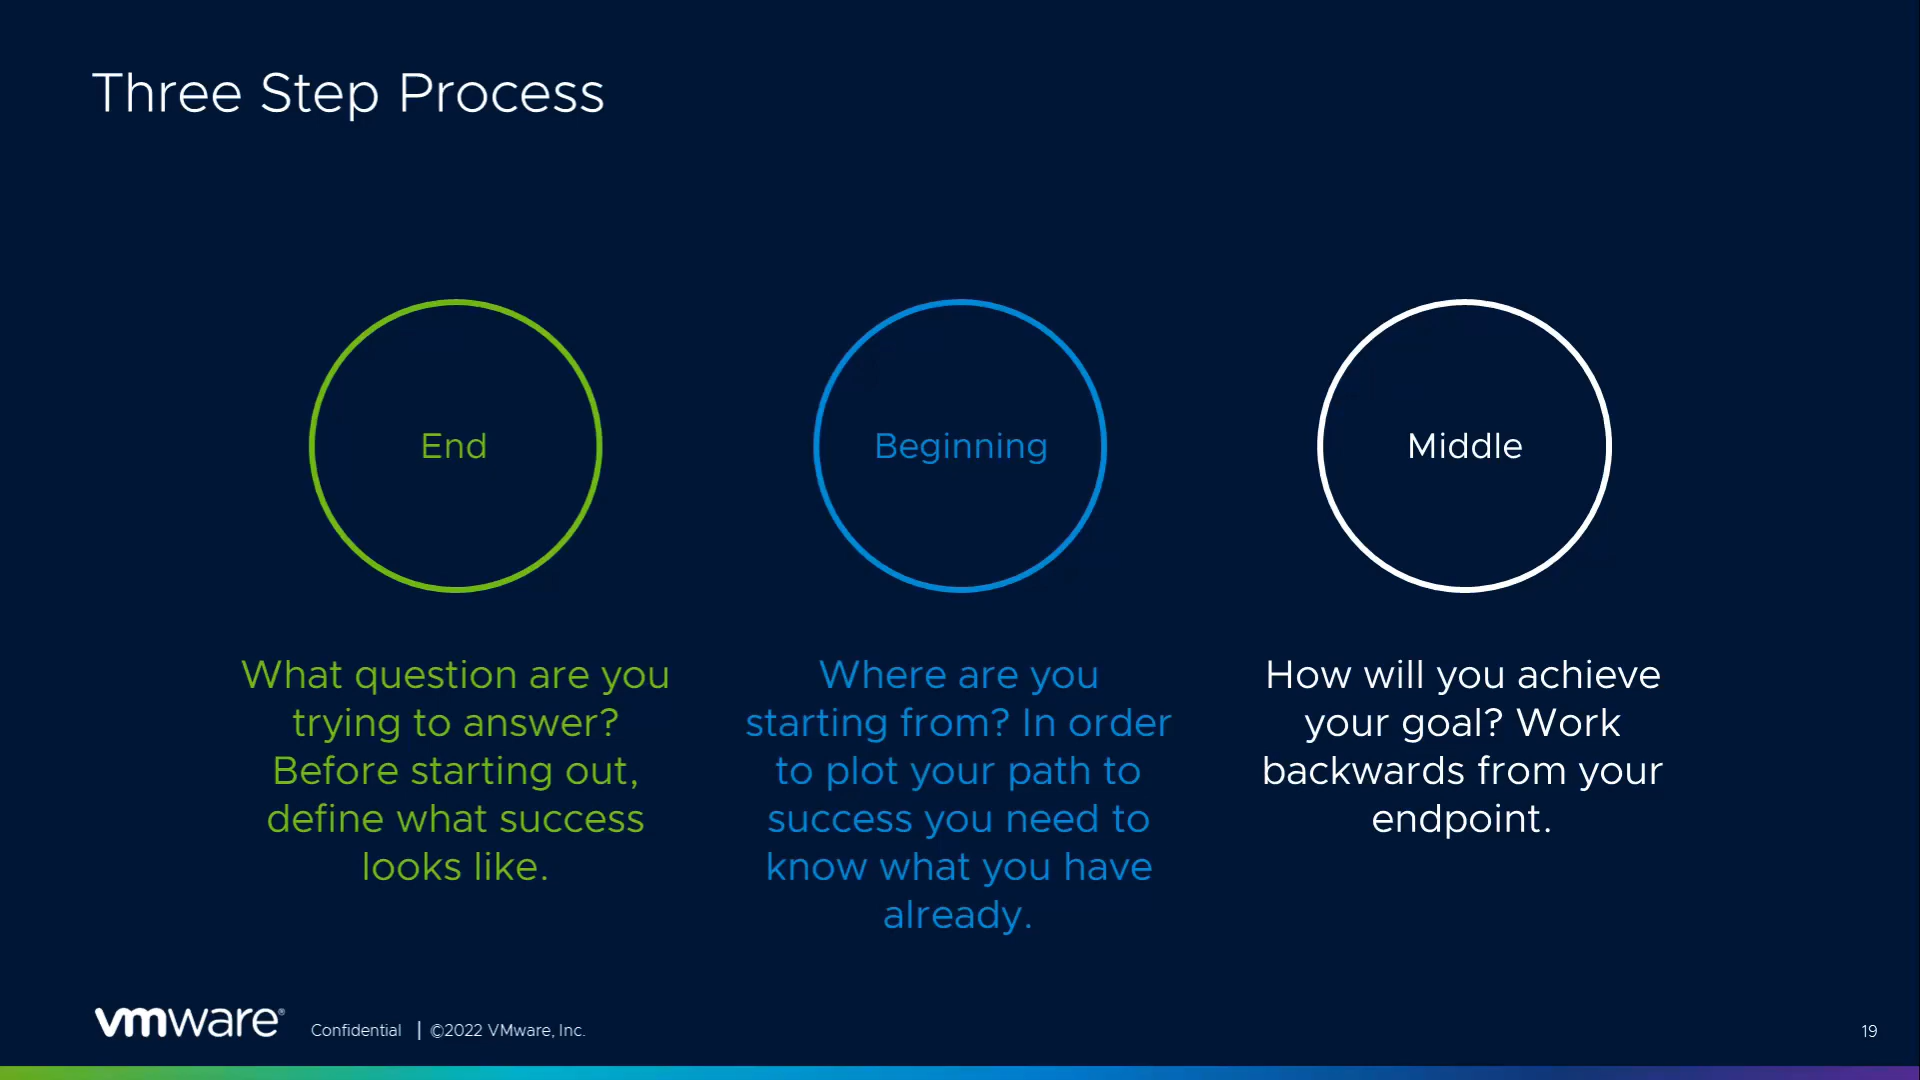 Three Step Process
End
What question are you
trying to answer?
Before starting out,
define what success
looks like.
Beginning
Where are you
starting from? In order
to plot your path to
success you need to
know what you have
already.
Middle
How will you achieve
your goal? Work
backwards from your
endpoint.
vmware®
Confidential | ©2022 VMware, Inc.
19